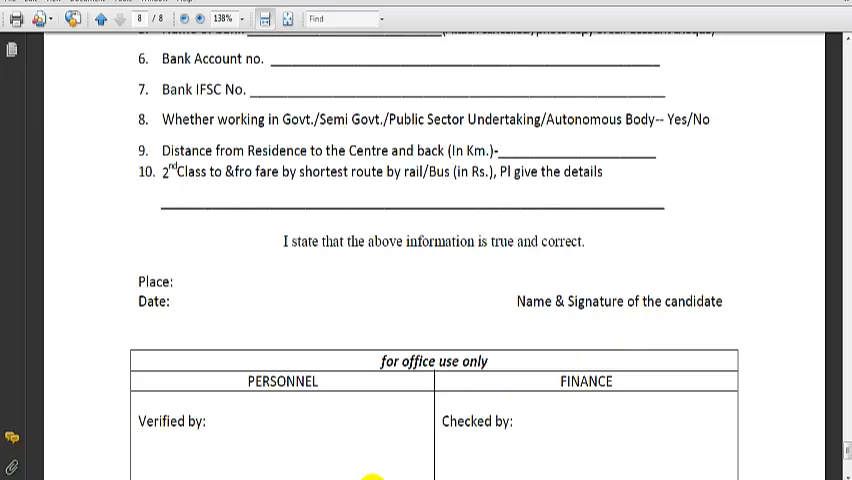 8 / 8
138%
Find
6. Bank Account no.
7. Bank IFSC No.
8. Whether working in Govt./Semi Govt./Public Sector Undertaking/Autonomous Body-- Yes/No
9. Distance from Residence to the Centre and back (In Km.)-
10. 2nd Class to &fro fare by shortest route by rail/Bus (in Rs.), Pl give the details
I state that the above information is true and correct.
Place:
Date:
Name & Signature of the candidate
for office use only
PERSONNEL
FINANCE
Verified by:
Checked by: